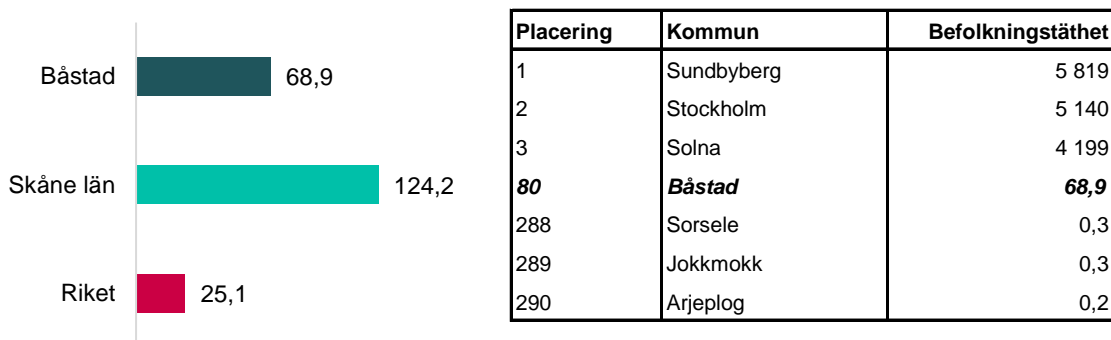 Båstad 68,9
Skåne län 124,2
Riket 25,1
Placering Kommun Befolkningstäthet
1 Sundbyberg 5 819
2 Stockholm 5 140
3 Solna 4 199
80 Båstad 68,9
288 Sorsele 0,3
289 Jokkmokk 0,3
290 Arjeplog 0,2